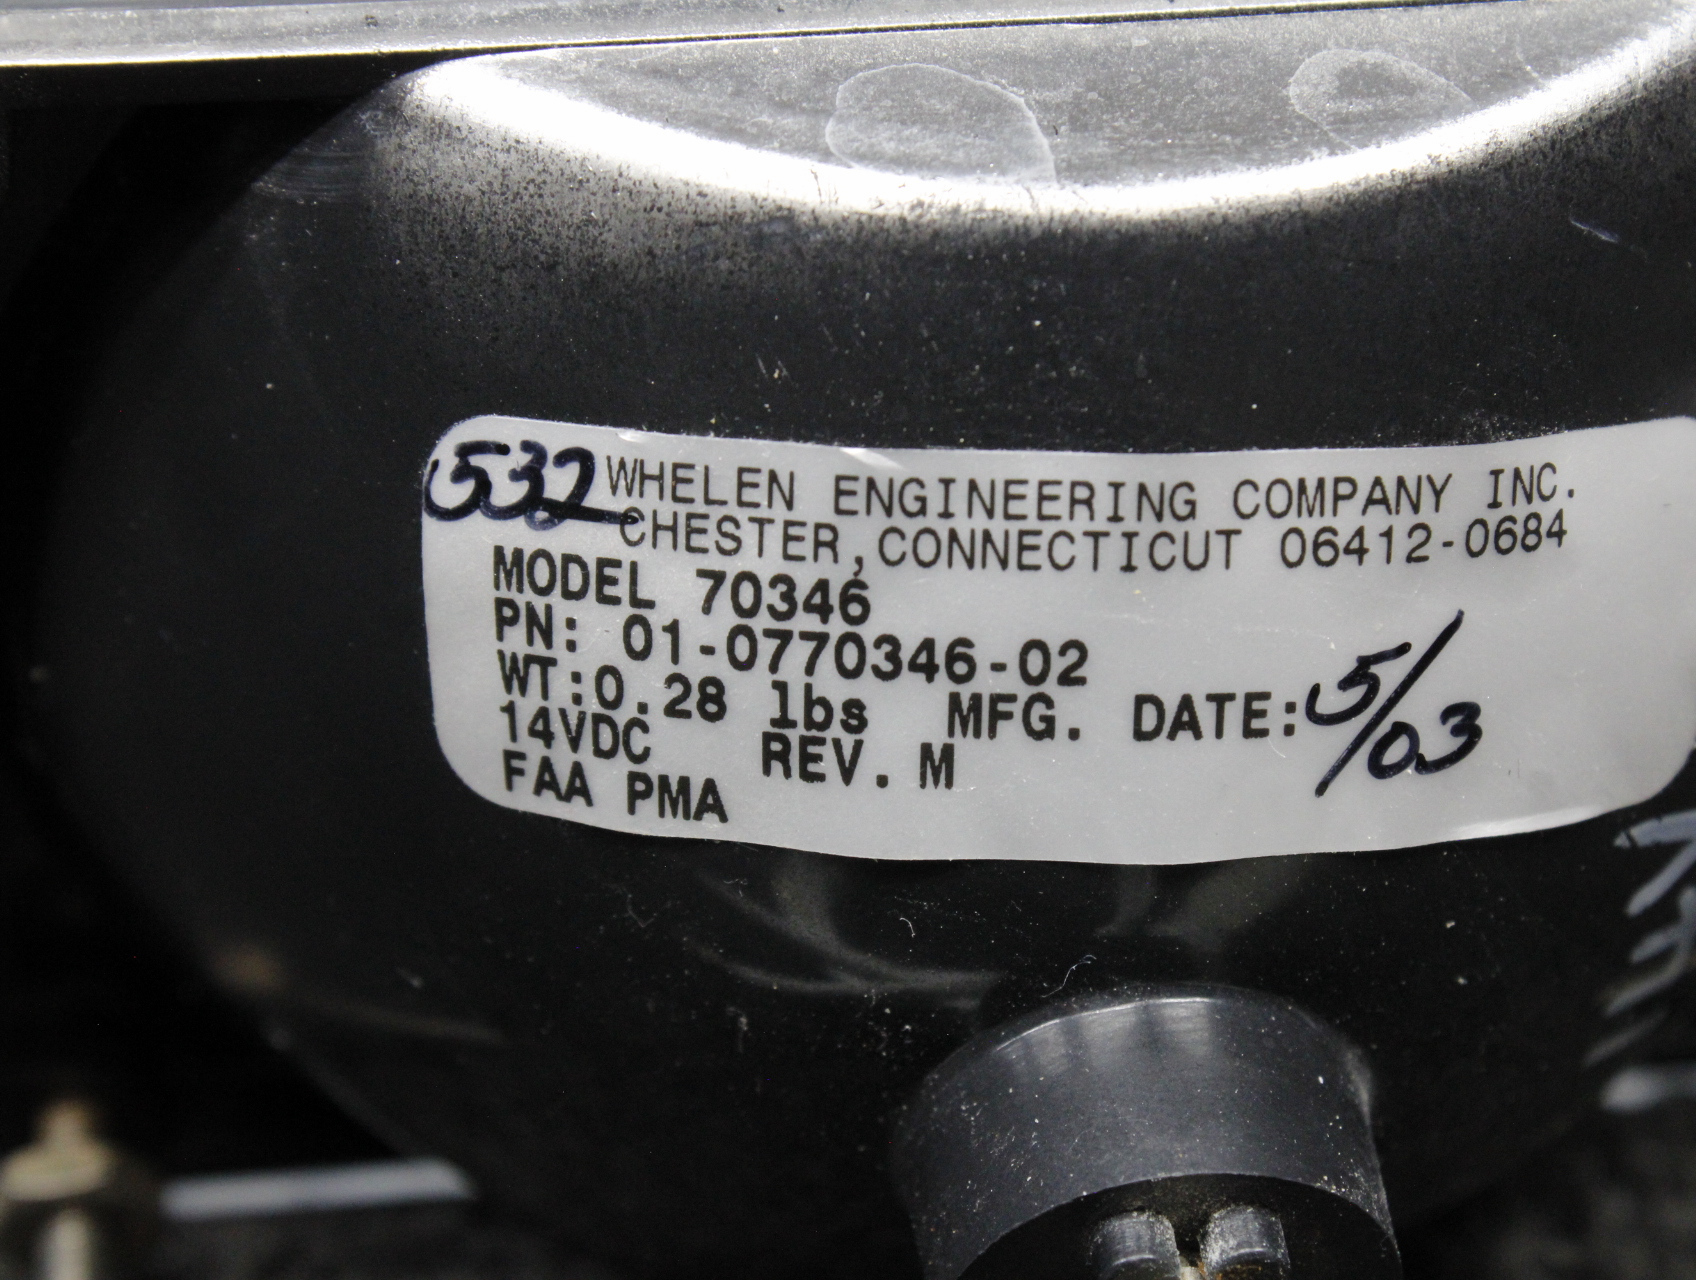 532 WHELEN ENGINEERING COMPANY INC.
CHESTER, CONNECTICUT 06412-0684
MODEL 70346
PN: 01-0770346-02
WT:0.28 lbs MFG. DATE: 5/03
14VDC REV. M
FAA PMA